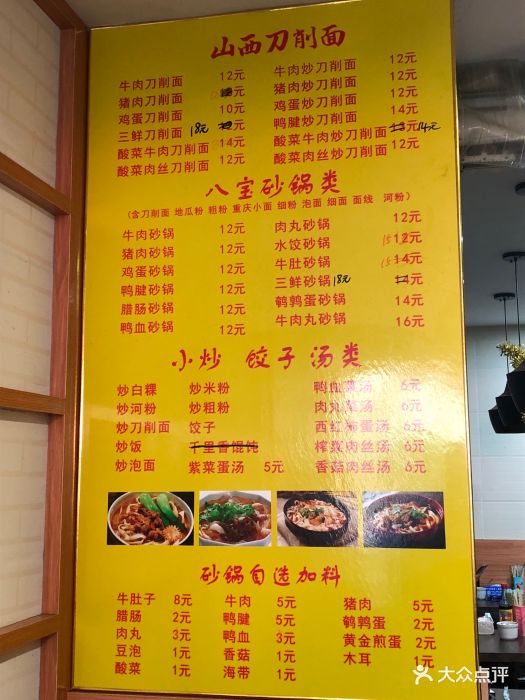 山西刀削面
牛肉刀削面 12元
猪肉刀削面 元
鸡蛋刀削面 10元
三鲜刀削面 18元 元
酸菜牛肉刀削面 14元
酸菜肉丝刀削面 12元
牛肉炒刀削面 12元
猪肉炒刀削面 12元
鸡蛋炒刀削面 12元
鸭腱炒刀削面 14元
酸菜牛肉炒刀削面 元 14元
酸菜肉丝炒刀削面 12元
八宝砂锅类
(含刀削面 地瓜粉 粗粉 重庆小面 细粉 泡面 细面 面线 河粉)
牛肉砂锅 12元
猪肉砂锅 12元
鸡蛋砂锅 12元
鸭腱砂锅 12元
腊肠砂锅 12元
鸭血砂锅 12元
肉丸砂锅 12元
水饺砂锅 15 12元
牛肚砂锅 15 14元
三鲜砂锅 18元 14元
鹌鹑蛋砂锅 14元
牛肉丸砂锅 16元
小炒 饺子 汤类
炒白粿 炒米粉
炒河粉 炒粗粉
炒刀削面 饺子
炒饭 千里香馄饨
炒泡面 紫菜蛋汤 5元
鸭血菜汤 6元
肉丸菜汤 6元
西红柿蛋汤 6元
榨菜肉丝汤 6元
香菇肉丝汤 6元
砂锅自选加料
牛肚子 8元
腊肠 2元
肉丸 3元
豆泡 1元
酸菜 1元
牛肉 5元
鸭腿 5元
鸭血 3元
香菇 1元
海带 1元
猪肉 5元
鹌鹑蛋 2元
黄金煎蛋 2元
木耳 1元
大众点评